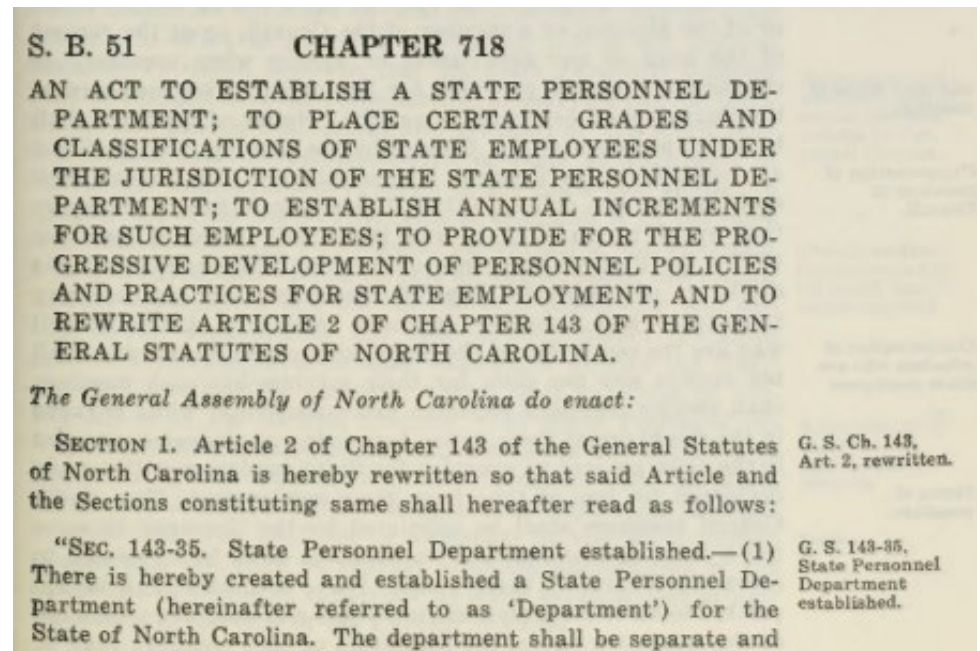 S. B. 51 CHAPTER 718
AN ACT TO ESTABLISH A STATE PERSONNEL DE-
PARTMENT; TO PLACE CERTAIN GRADES AND
CLASSIFICATIONS OF STATE EMPLOYEES UNDER
THE JURISDICTION OF THE STATE PERSONNEL DE-
PARTMENT; TO ESTABLISH ANNUAL INCREMENTS
FOR SUCH EMPLOYEES; TO PROVIDE FOR THE PRO-
GRESSIVE DEVELOPMENT OF PERSONNEL POLICIES
AND PRACTICES FOR STATE EMPLOYMENT, AND TO
REWRITE ARTICLE 2 OF CHAPTER 143 OF THE GEN-
ERAL STATUTES OF NORTH CAROLINA.
The General Assembly of North Carolina do enact:
SECTION 1. Article 2 of Chapter 143 of the General Statutes
of North Carolina is hereby rewritten so that said Article and
the Sections constituting same shall hereafter read as follows:
G. S. Ch. 143,
Art. 2, rewritten.
"SEC. 143-35. State Personnel Department established.—(1)
There is hereby created and established a State Personnel De-
partment (hereinafter referred to as 'Department') for the
State of North Carolina. The department shall be separate and
G. S. 143-35.
State Personnel
Department
established.